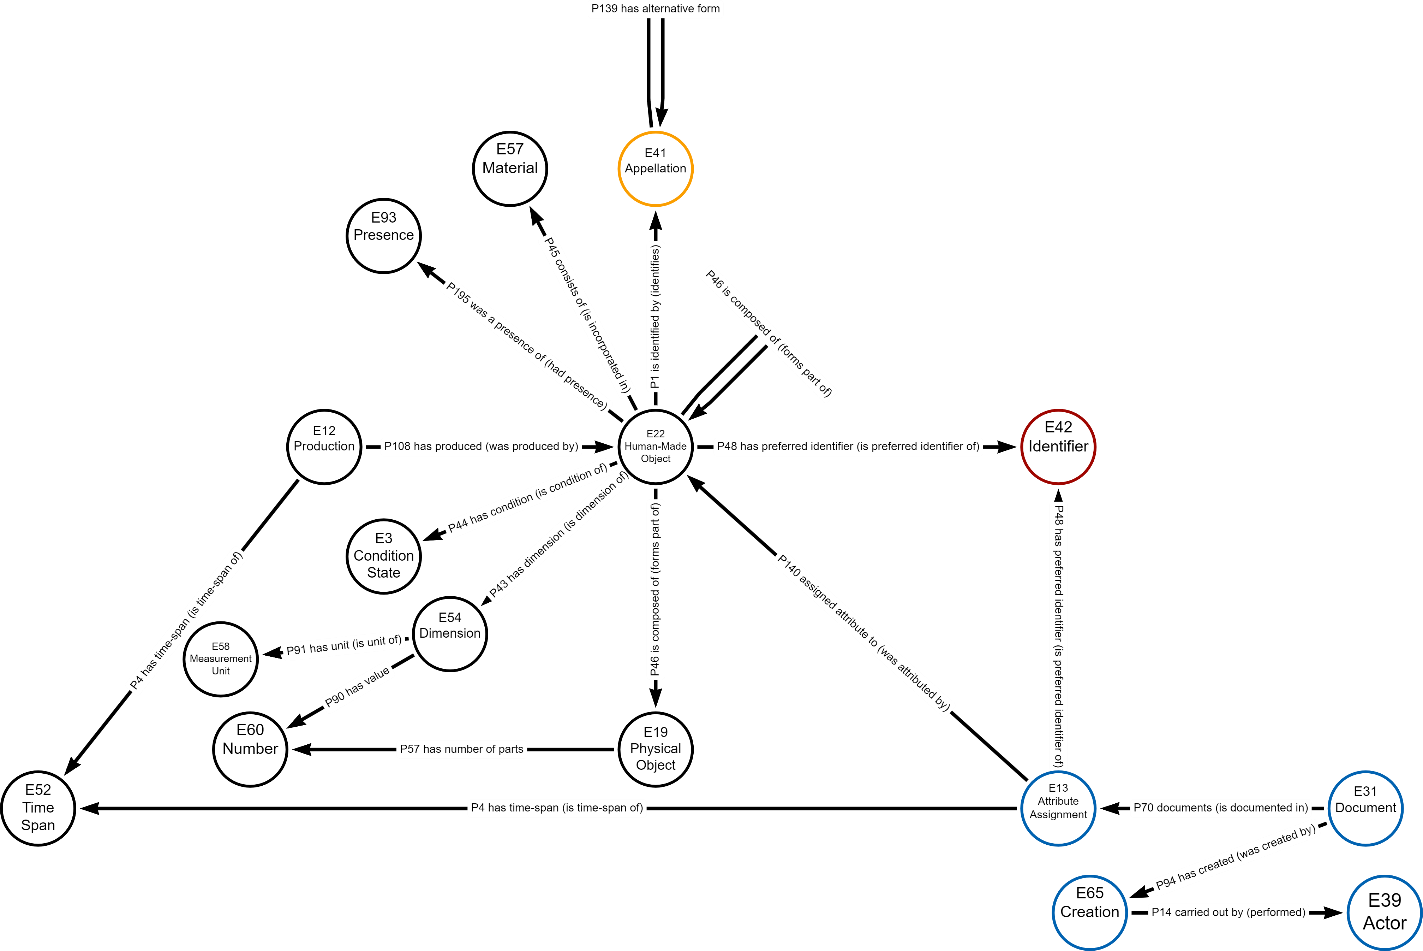 P139 has alternative form
E57
Material
E41
Appellation
E93
Presence
P45 consists of (is incorporated in)
P1 is identified by (identifies)
P195 was a presence of (had presence)
P46 is composed of (forms part of)
E12
Production
P108 has produced (was produced by)
E22
Human-Made
Object
P48 has preferred identifier (is preferred identifier of)
E42
Identifier
P44 has condition (is condition of)
E3
Condition
State
P43 has dimension (is dimension of)
P4 has time-span (is time-span of)
E54
Dimension
E58
Measurement
Unit
P91 has unit (is unit of)
P90 has value
P46 is composed of (forms part of)
P140 assigned attribute to (was attributed by)
P48 has preferred identifier (is preferred identifier of)
E60
Number
P57 has number of parts
E19
Physical
Object
E52
Time
Span
P4 has time-span (is time-span of)
E13
Attribute
Assignment
P70 documents (is documented in)
E31
Document
P94 has created (was created by)
E65
Creation
P14 carried out by (performed)
E39
Actor